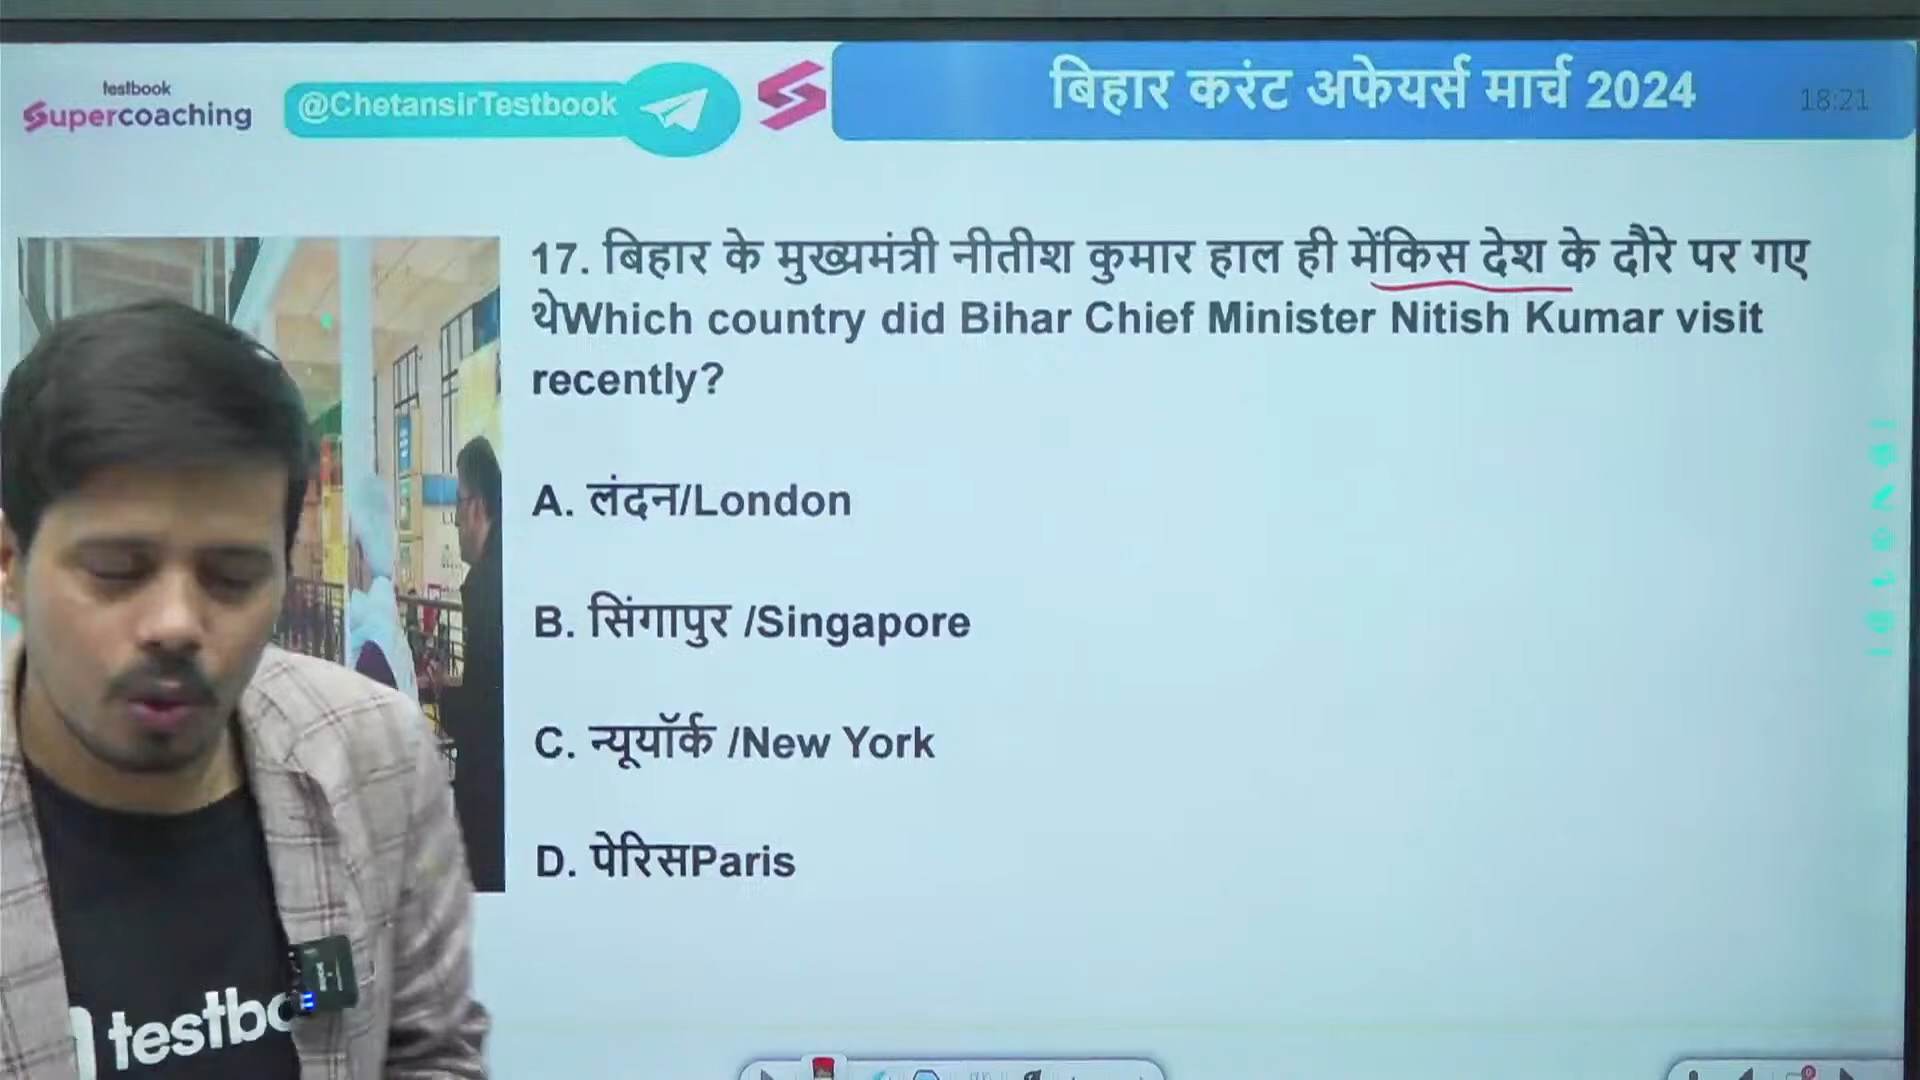 testbook
Supercoaching
@ChetansirTestbook
बिहार करंट अफेयर्स मार्च 2024
18:21
17. बिहार के मुख्यमंत्री नीतीश कुमार हाल ही मेंकिस देश के दौरे पर गए
थेWhich country did Bihar Chief Minister Nitish Kumar visit
recently?
A. लंदन/London
B. सिंगापुर /Singapore
C. न्यूयॉर्क /New York
D. पेरिसParis
testbo